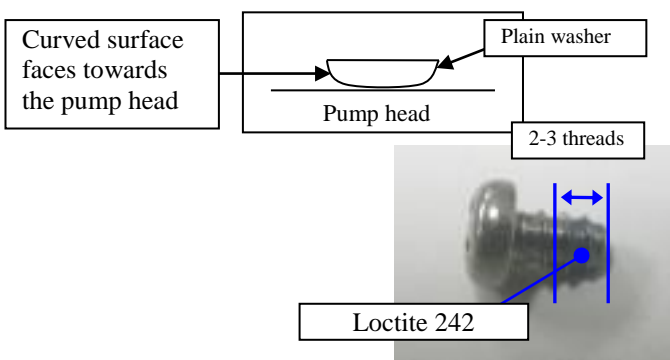 Curved surface
faces towards
the pump head
Plain washer
Pump head
2-3 threads
Loctite 242